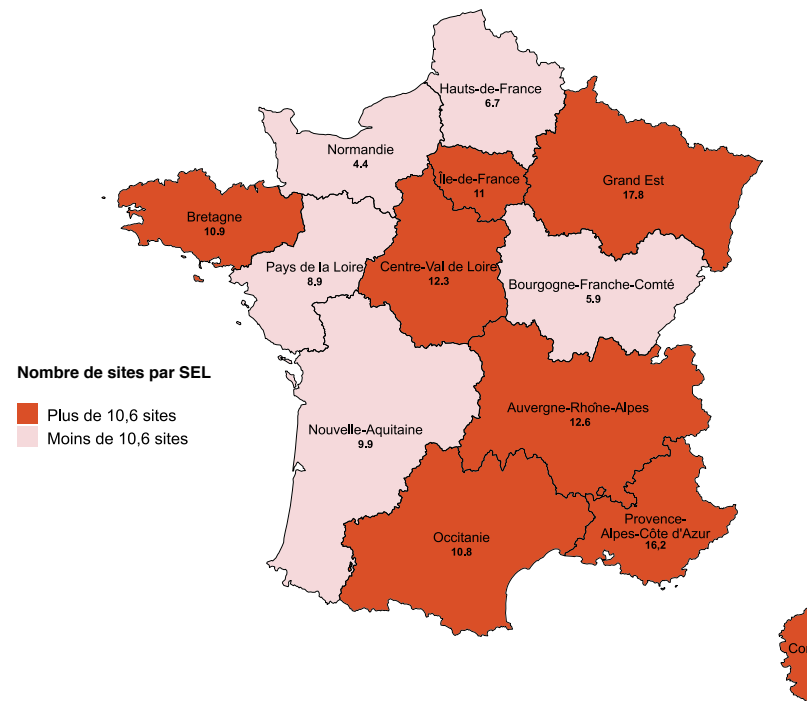 Hauts-de-France
6.7
Normandie
4.4
Île-de-France
11
Grand Est
17.8
Bretagne
10.9
Pays de la Loire
8,9
Centre-Val de Loire
12.3
Bourgogne-Franche-Comté
5.9
Nombre de sites par SEL
Plus de 10,6 sites
Moins de 10,6 sites
Nouvelle-Aquitaine
9.9
Auvergne-Rhône-Alpes
12.6
Occitanie
10.8
Provence-
Alpes-Côte d'Azur
16,2